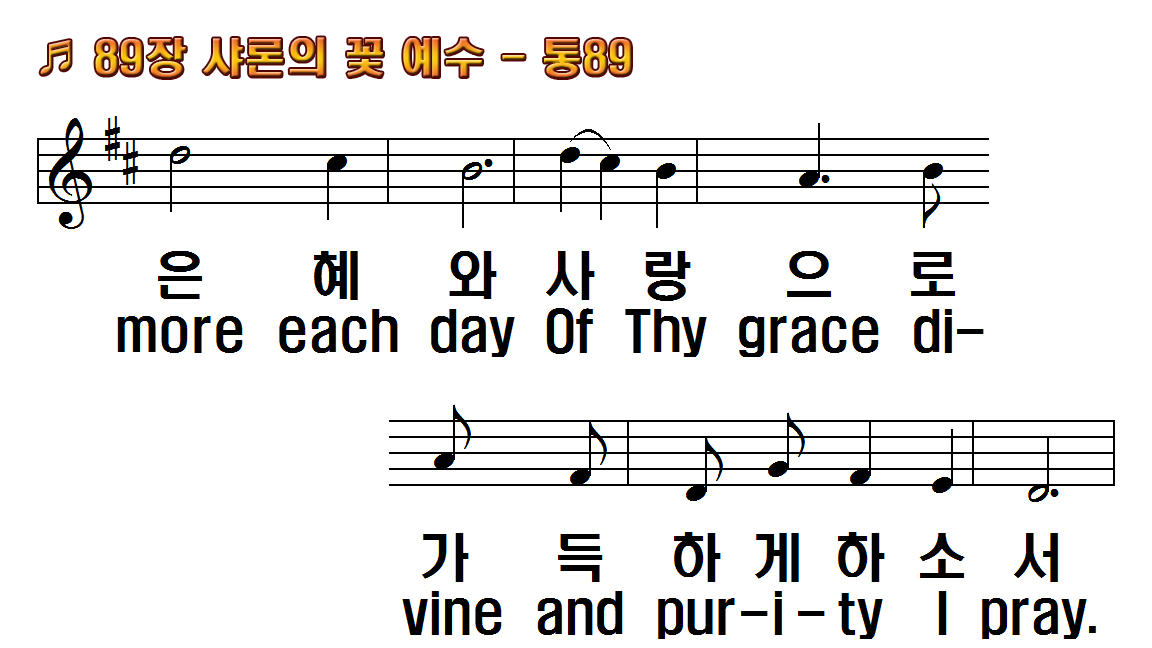 ♬ 89장 샤론의 꽃 예수 - 통89
은 혜 와 사 랑 으 로
more each day Of Thy grace di-
가 득 하 게 하 소 서
vine and pur-i-ty I pray.